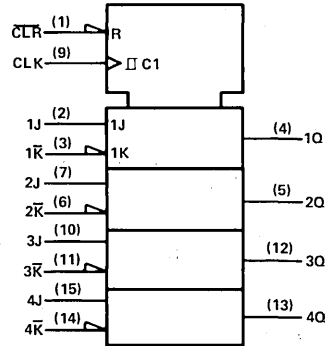 C̅L̅R̅ (1) R
CLK (9) C1
1J (2) 1J (4) 1Q
1K̅ (3) 1K
2J (7) (5) 2Q
2K̅ (6)
3J (10) (12) 3Q
3K̅ (11)
4J (15) (13) 4Q
4K̅ (14)